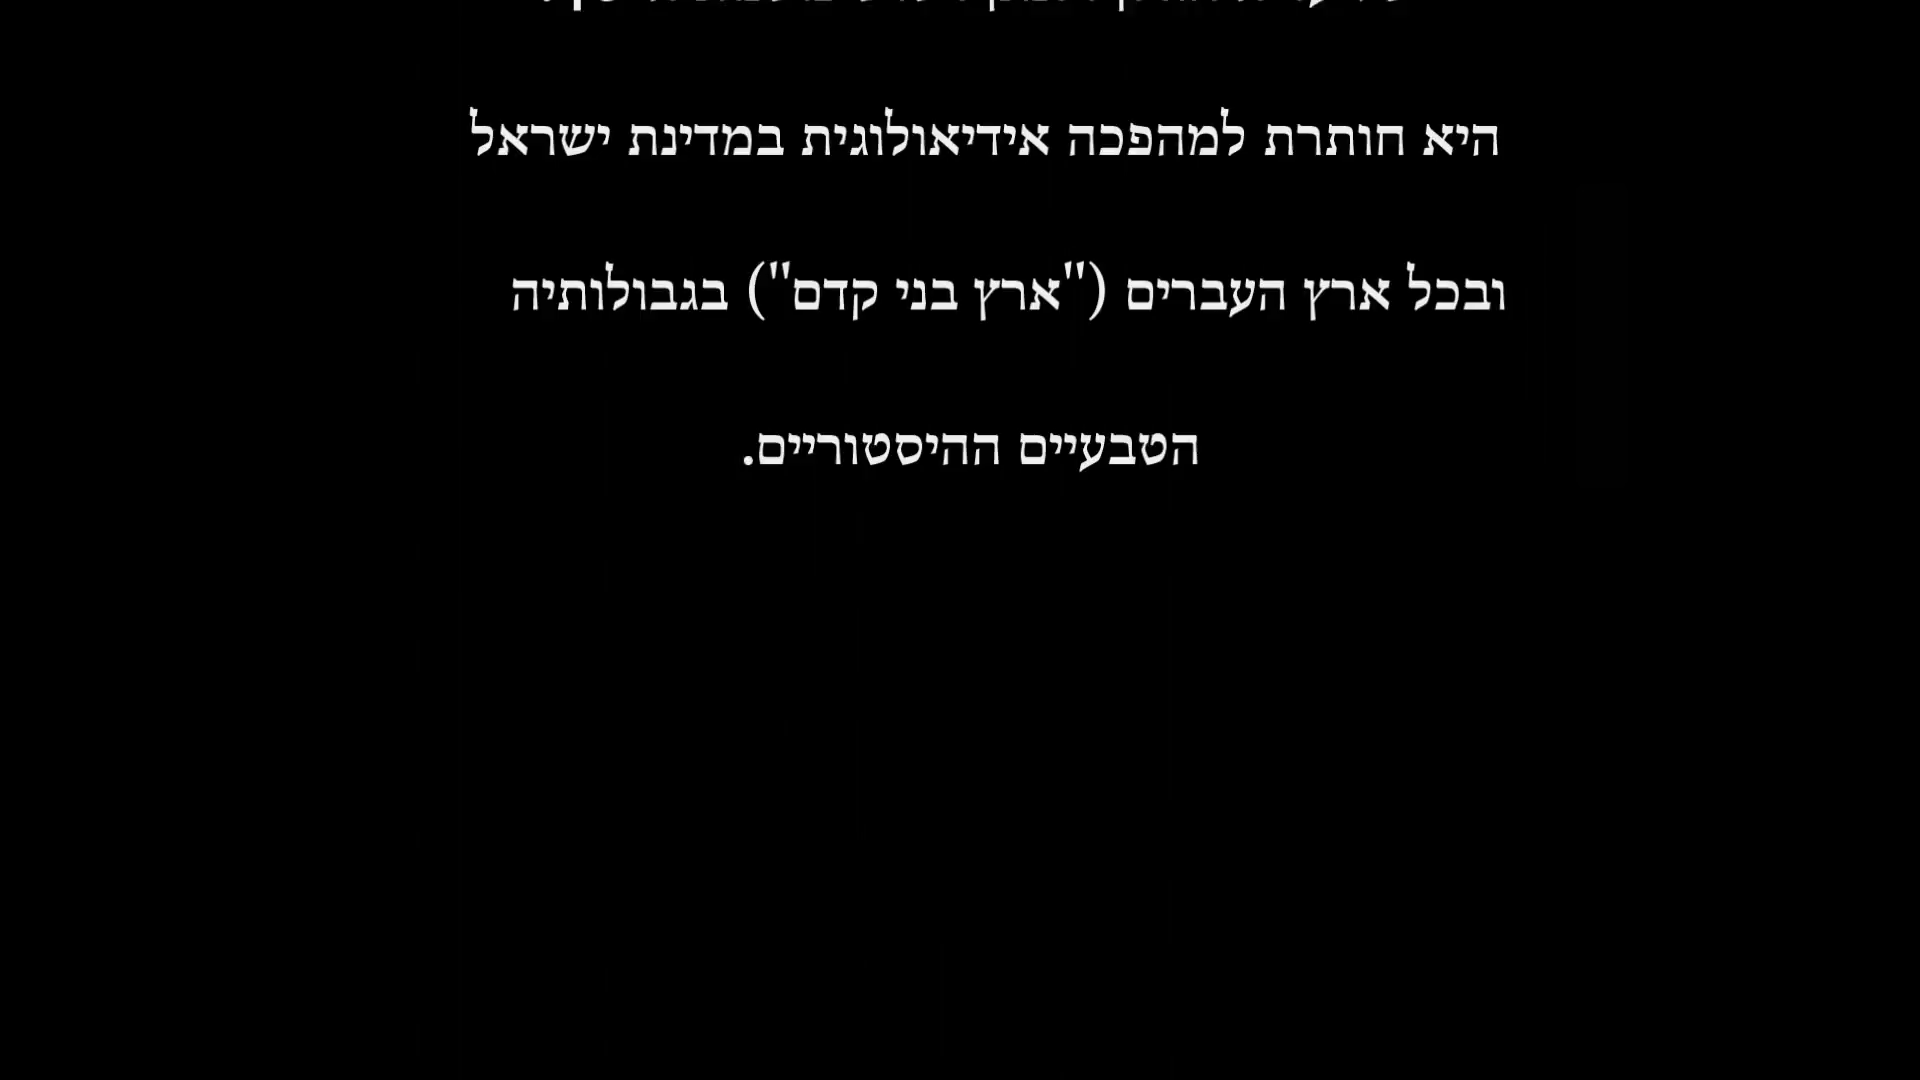 היא חותרת למהפכה אידיאולוגית במדינת ישראל
ובכל ארץ העברים ("ארץ בני קדם") בגבולותיה
הטבעיים ההיסטוריים.